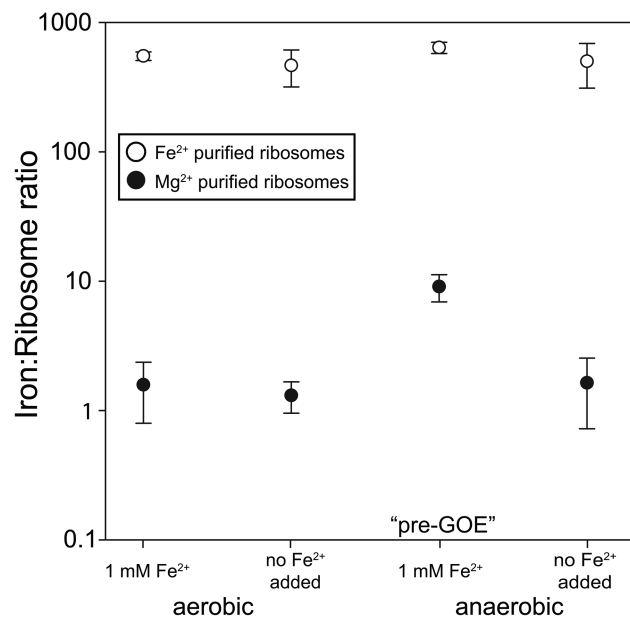 Iron:Ribosome ratio
1000
100
10
1
0.1
Fe²⁺ purified ribosomes
Mg²⁺ purified ribosomes
“pre-GOE”
1 mM Fe²⁺
no Fe²⁺
added
1 mM Fe²⁺
no Fe²⁺
added
aerobic
anaerobic